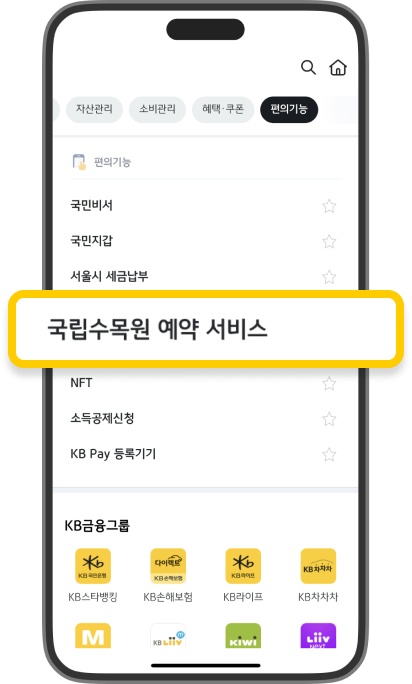 자산관리 소비관리 혜택·쿠폰 편의기능
편의기능
국민비서
국민지갑
서울시 세금납부
국립수목원 예약 서비스
NFT
소득공제신청
KB Pay 등록기기
KB금융그룹
KB국민은행 다이렉트 KB손해보험 KB라이프 KB차차차
KB스타뱅킹 KB손해보험 KB라이프 KB차차차
M KB Liiv M KIWI Liiv NEXT